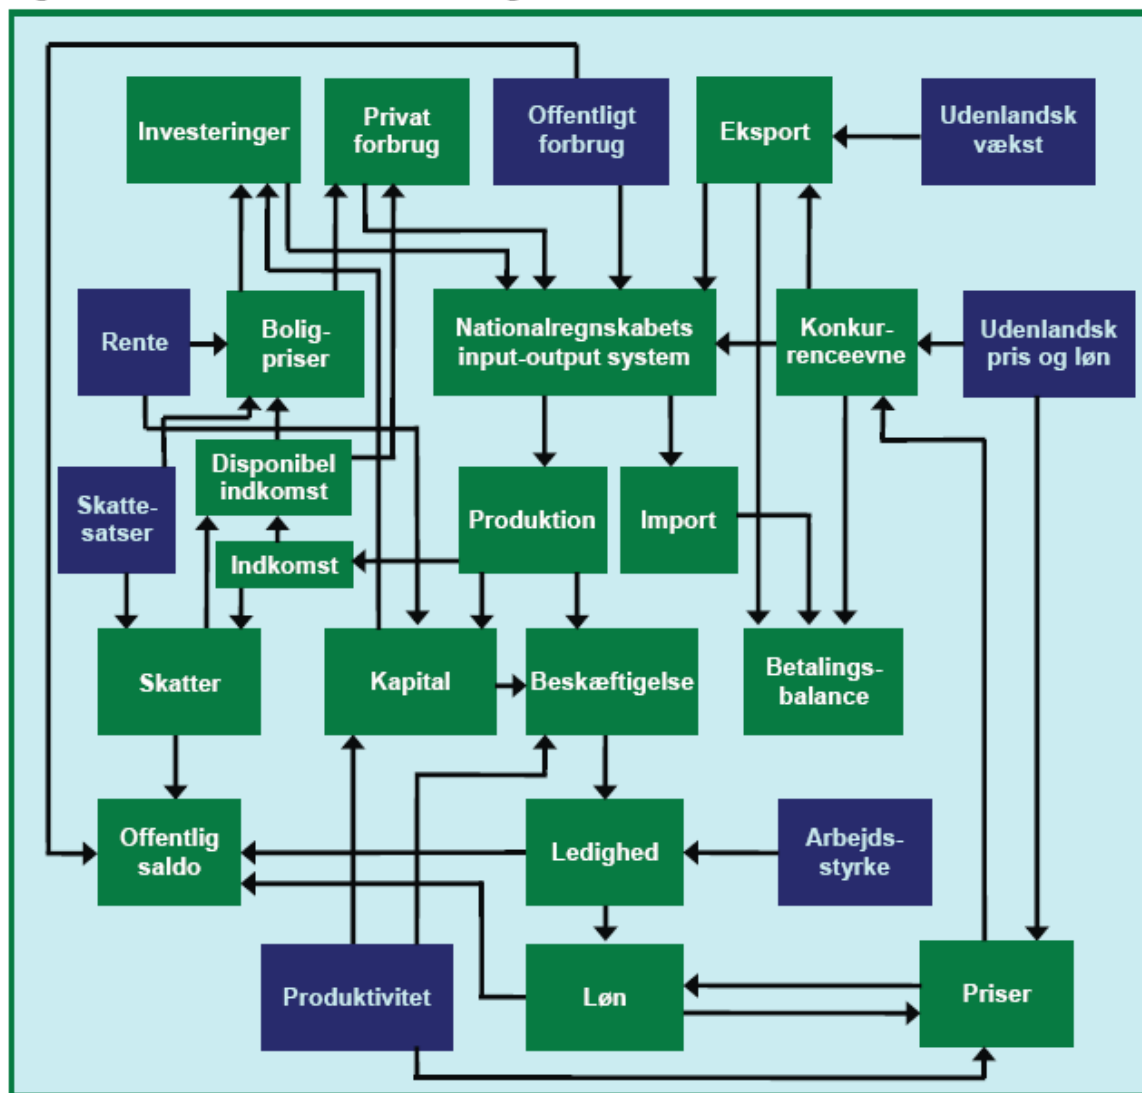 Investeringer
Privat
forbrug
Offentligt
forbrug
Eksport
Udenlandsk
vækst
Rente
Bolig-
priser
Nationalregnskabets
input-output system
Konkur-
renceevne
Udenlandsk
pris og løn
Skatte-
satser
Disponibel
indkomst
Indkomst
Produktion
Import
Skatter
Kapital
Beskæftigelse
Betalings-
balance
Offentlig
saldo
Ledighed
Arbejds-
styrke
Produktivitet
Løn
Priser